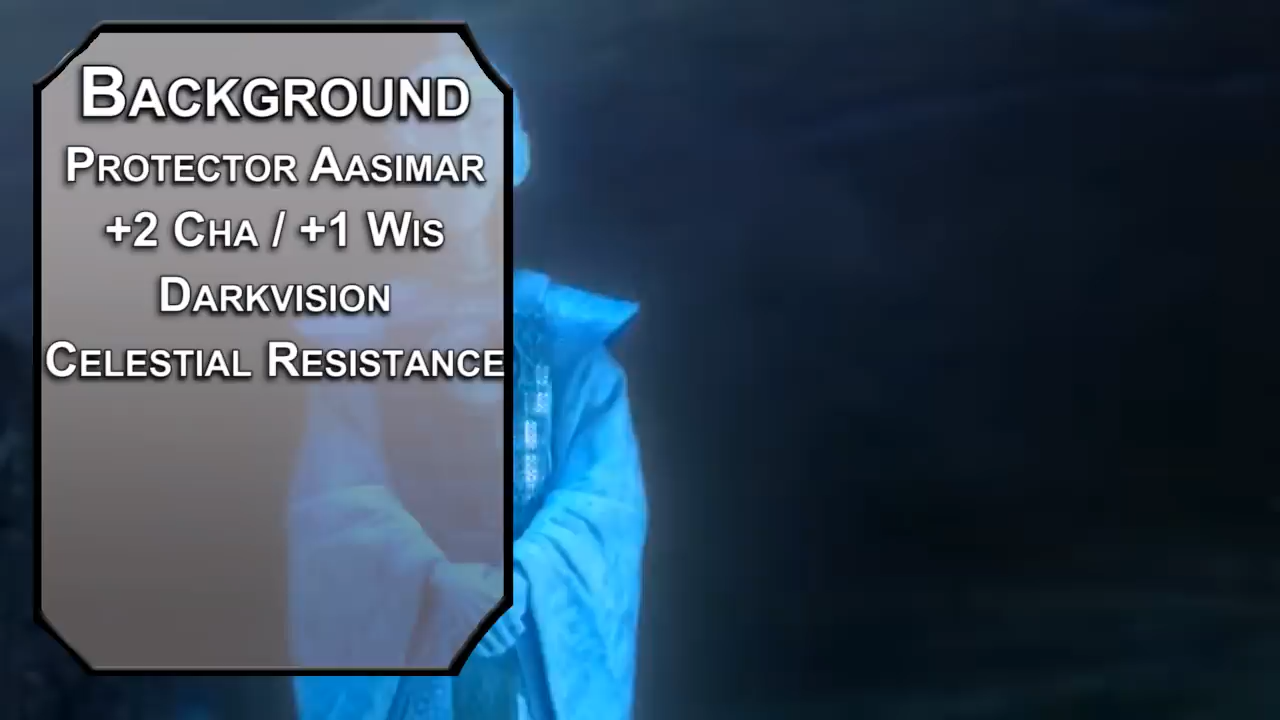 Background
Protector Aasimar
+2 Cha / +1 Wis
Darkvision
Celestial Resistance